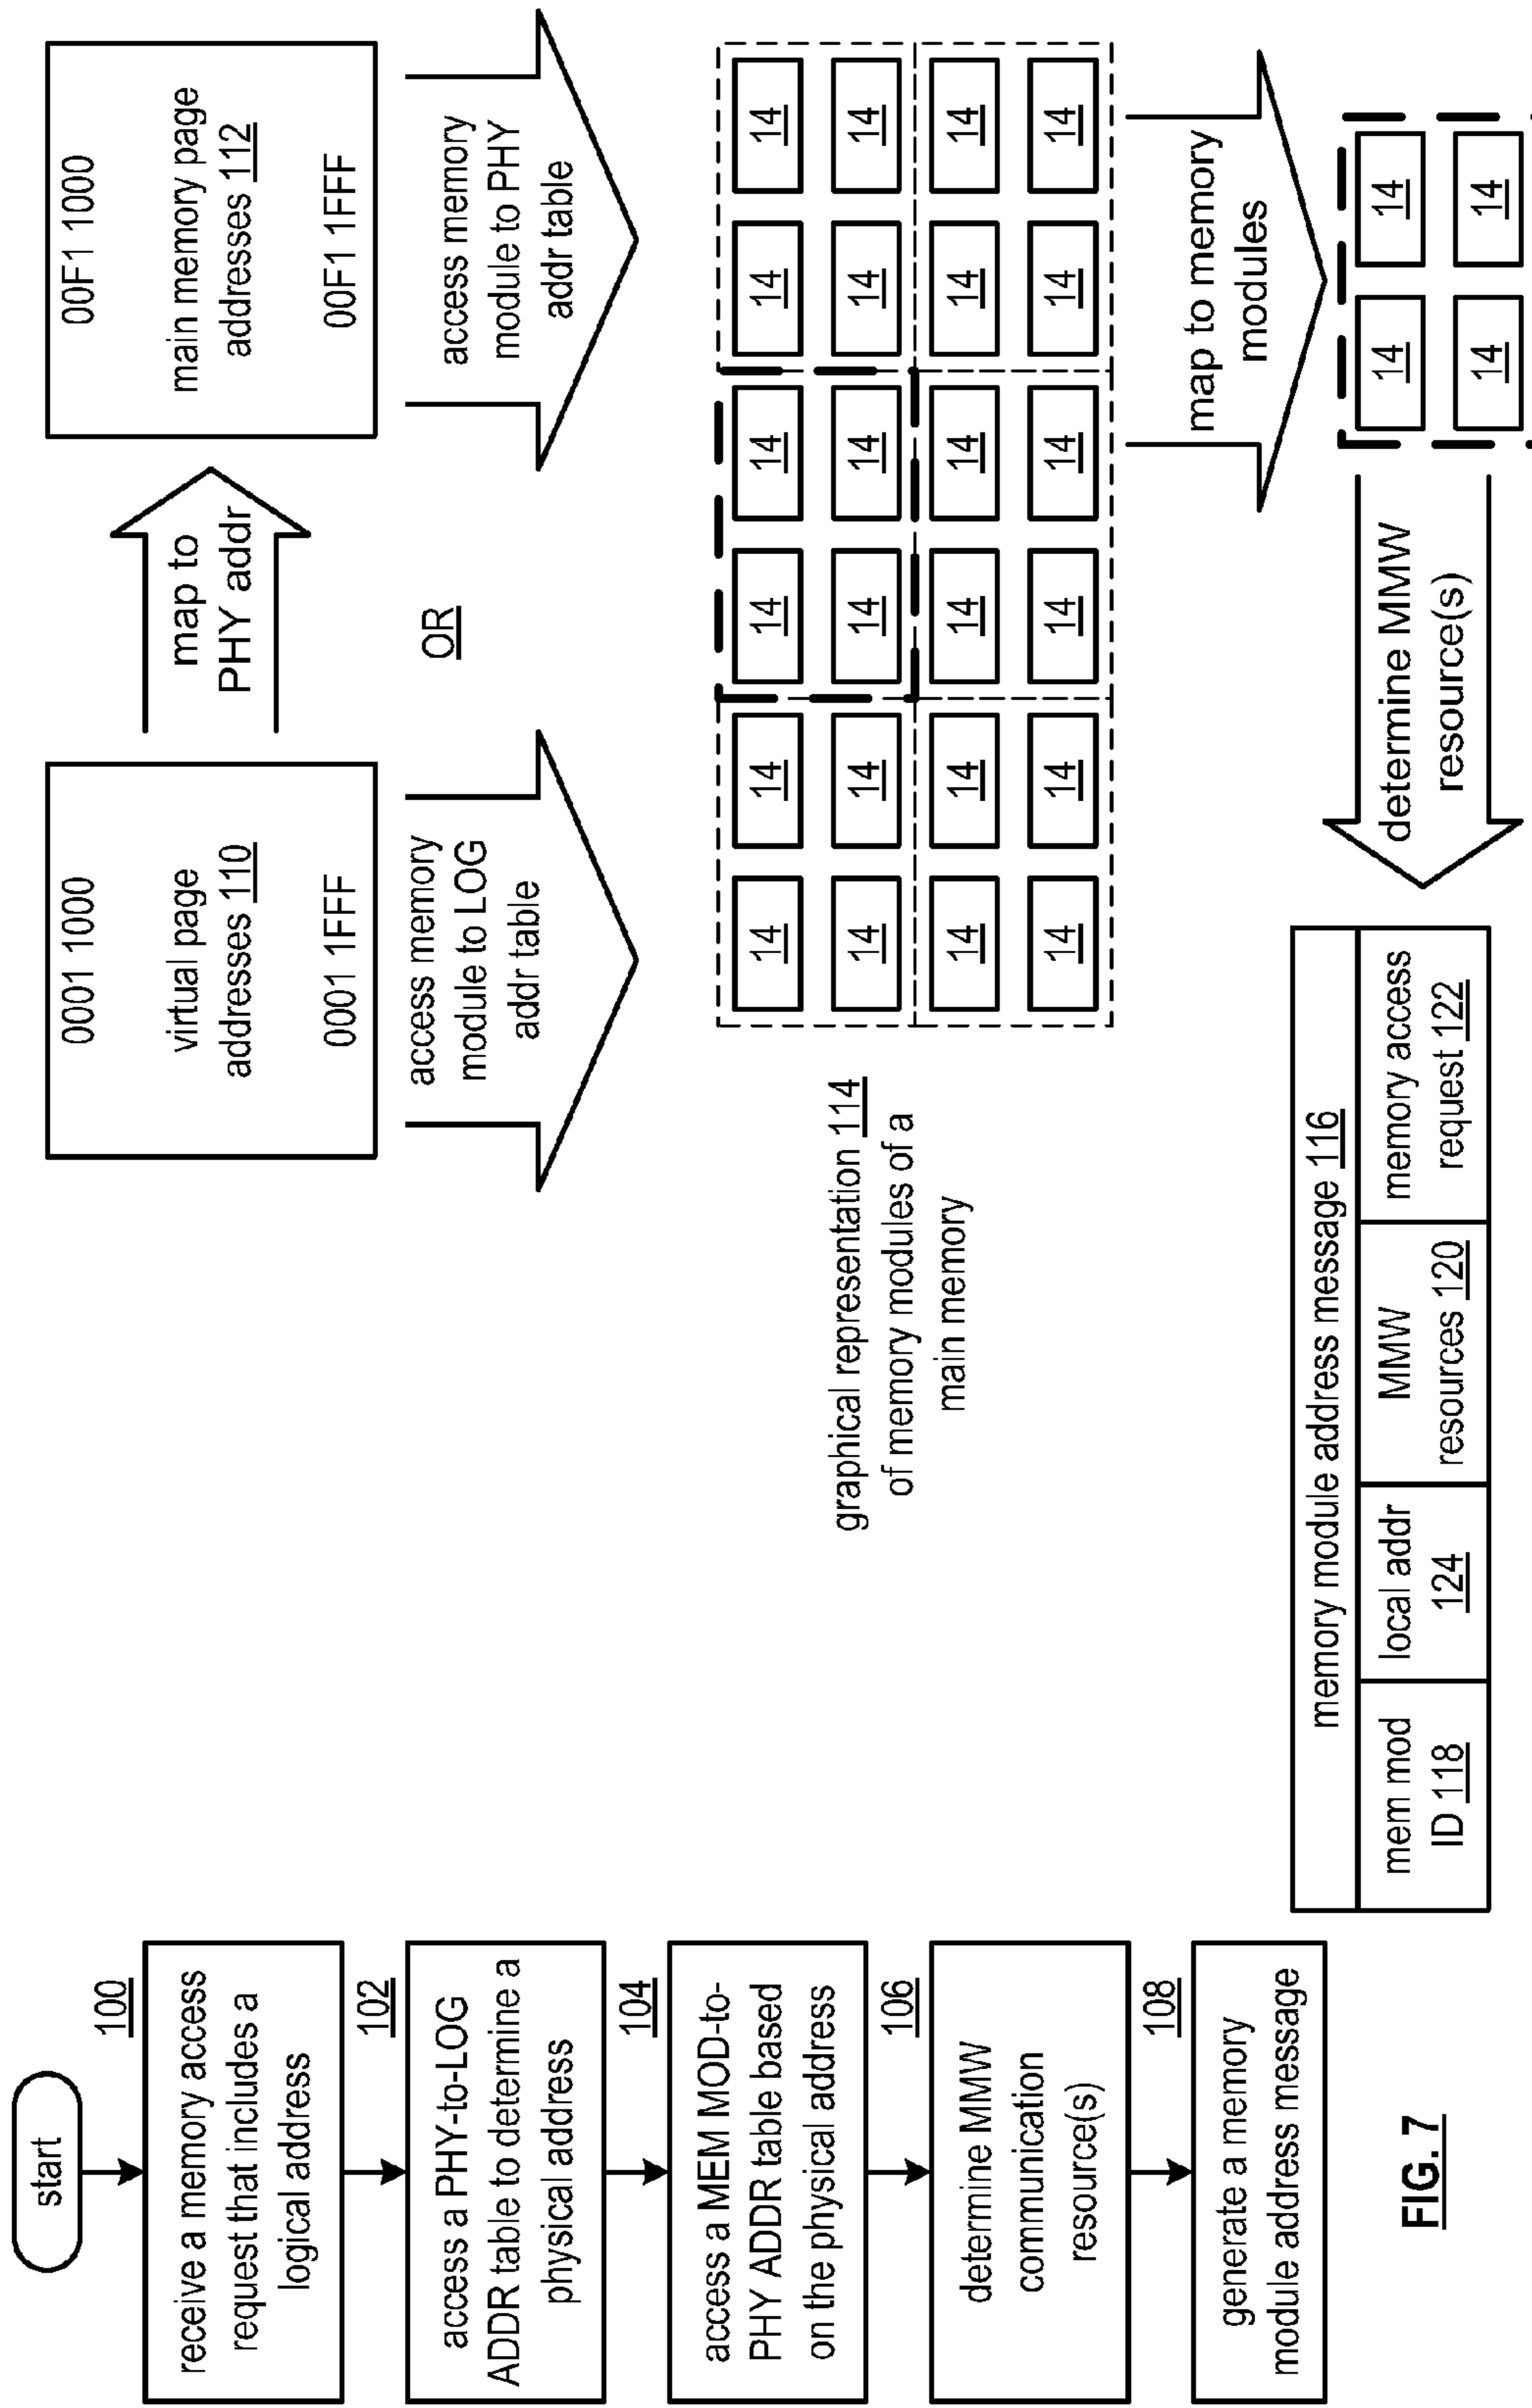 start
100
receive a memory access
request that includes a
logical address
102
access a PHY-to-LOG
ADDR table to determine a
physical address
104
access a MEM MOD-to-
PHY ADDR table based
on the physical address
106
determine MMW
communication
resource(s)
108
generate a memory
module address message
FIG. 7
0001 1000
virtual page
addresses 110
0001 1FFF
map to
PHY addr
00F1 1000
main memory page
addresses 112
00F1 1FFF
access memory
module to LOG
addr table
OR
access memory
module to PHY
addr table
graphical representation 114
of memory modules of a
main memory
14 14 14 14 14 14
14 14 14 14 14 14
14 14 14 14 14 14
14 14 14 14 14 14
map to memory
modules
14 14
14 14
determine MMW
resource(s)
memory module address message 116
mem mod
ID 118
local addr
124
MMW
resources 120
memory access
request 122